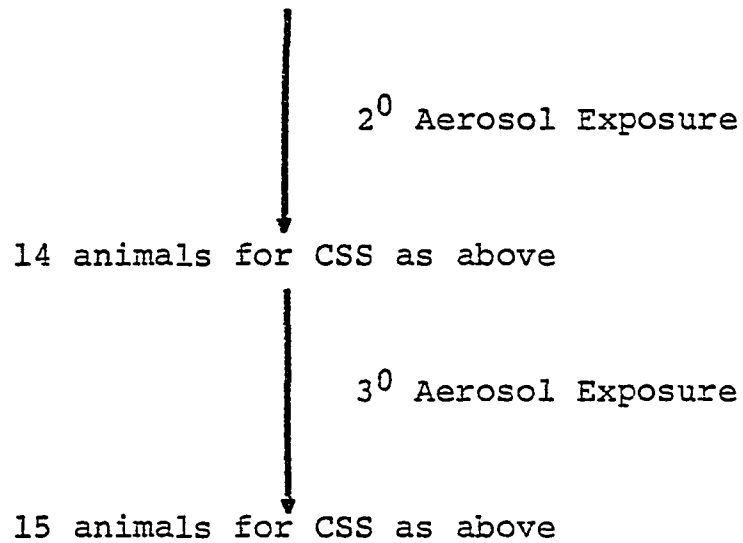 2⁰ Aerosol Exposure
14 animals for CSS as above
3⁰ Aerosol Exposure
15 animals for CSS as above